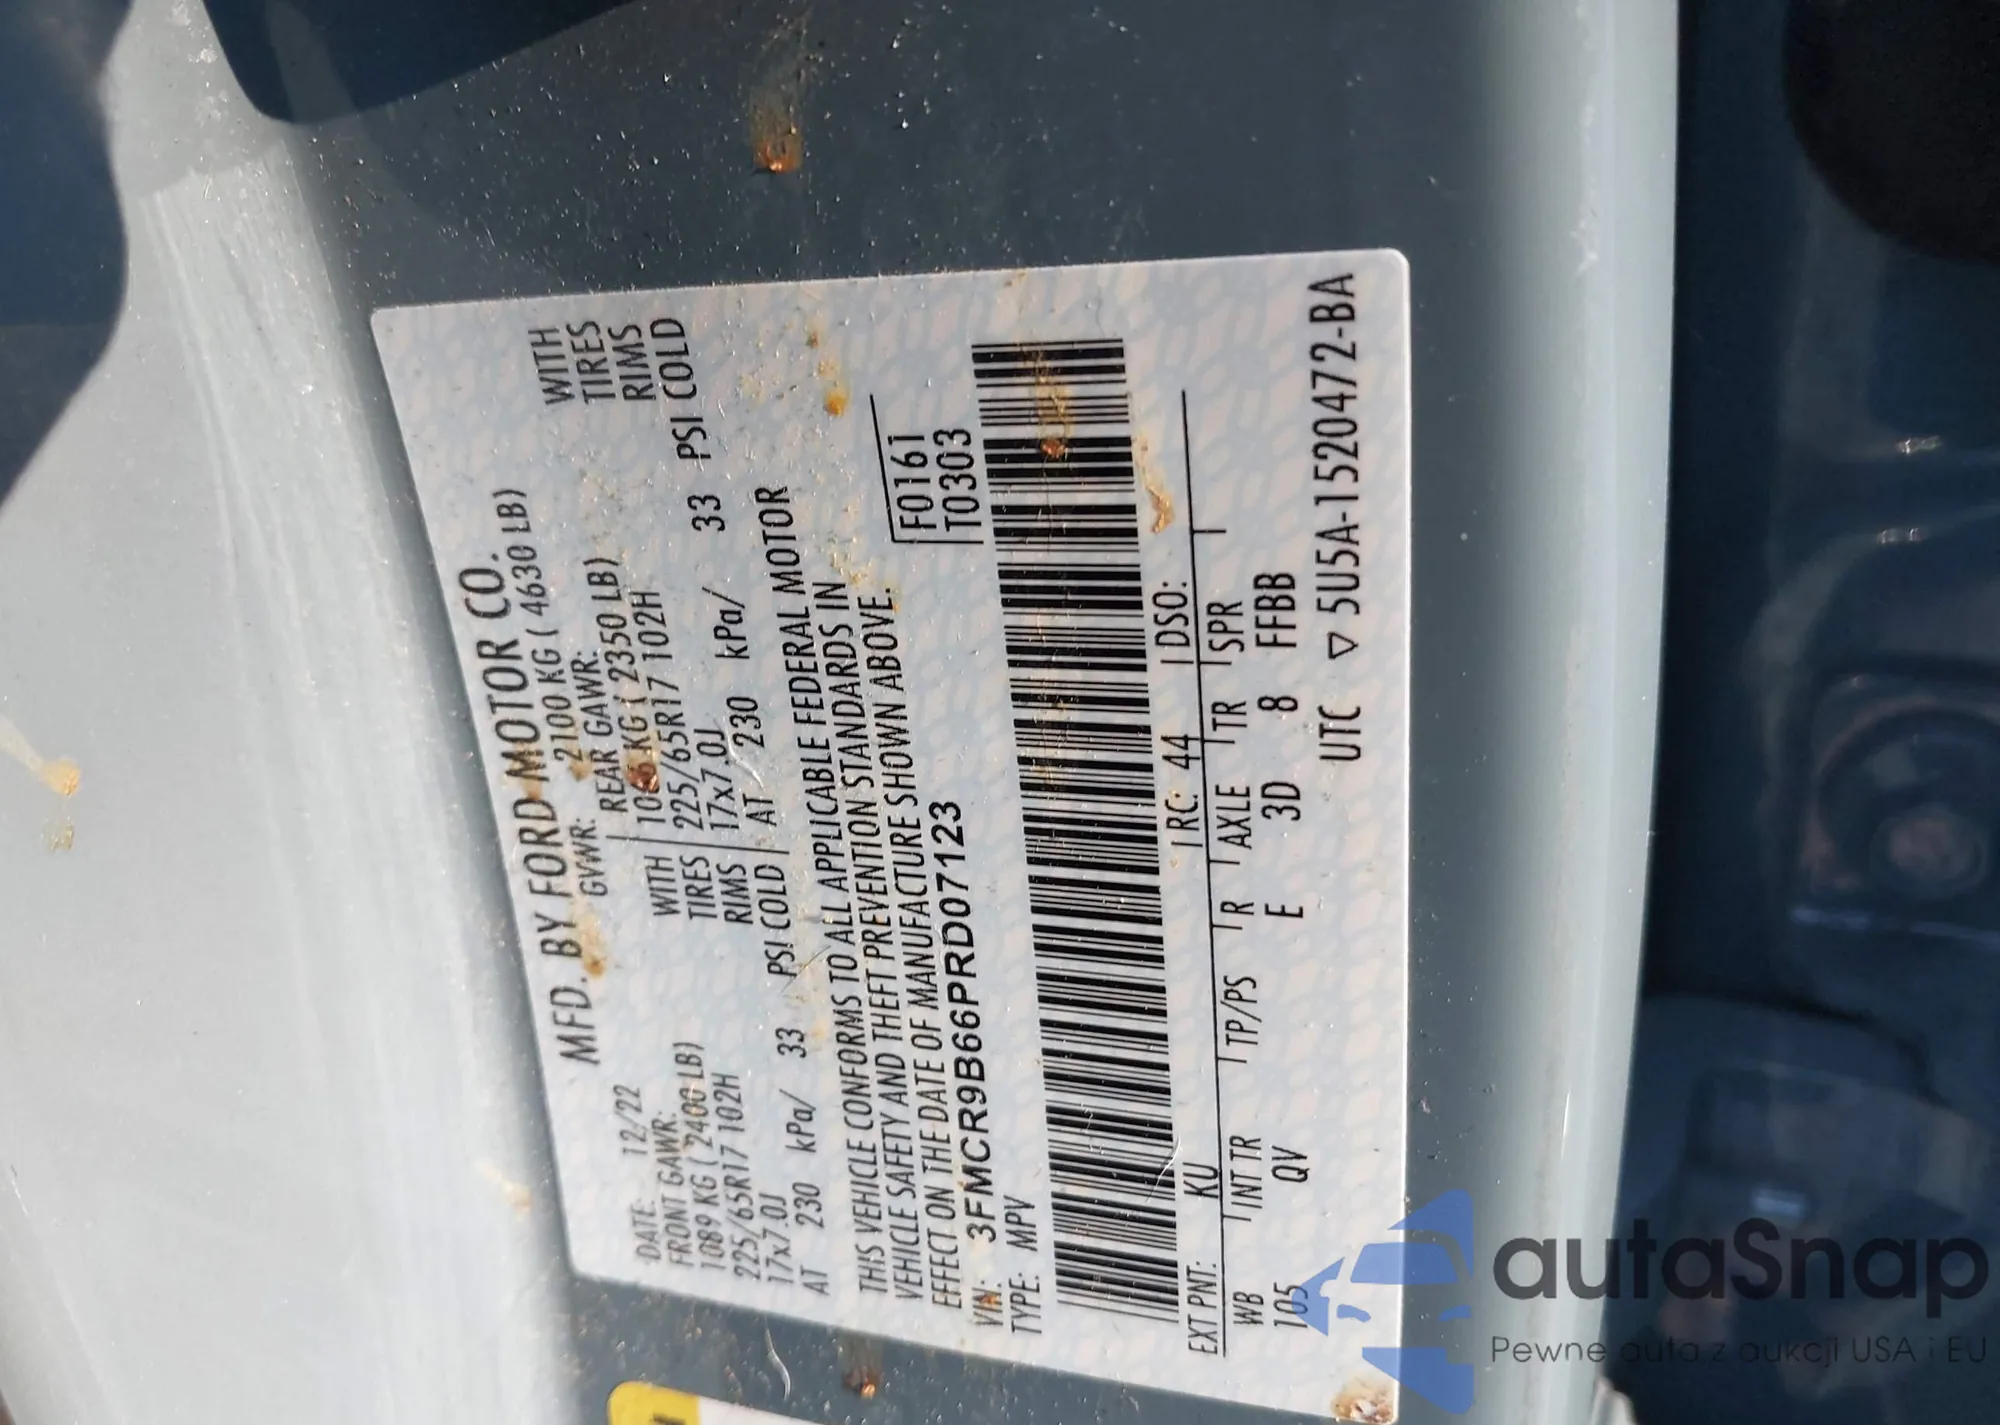 MFD. BY FORD MOTOR CO.
DATE: 12/22 GVWR: 2100 KG ( 4630 LB)
FRONT GAWR: REAR GAWR:
1089 KG ( 2400 LB) WITH KG ( 2350 LB) WITH
225/65R17 102H TIRES 225/65R17 102H TIRES
17x7.0J RIMS 17x7.0J RIMS
AT 230 kPa/ 33 PSI COLD AT 230 kPa/ 33 PSI COLD
THIS VEHICLE CONFORMS TO ALL APPLICABLE FEDERAL MOTOR
VEHICLE SAFETY AND THEFT PREVENTION STANDARDS IN
EFFECT ON THE DATE OF MANUFACTURE SHOWN ABOVE.
VIN: 3FMCR9B66PRD07123 F0161
TYPE: MPV T0303
EXT PNT: KU RC: 44 DSO:
WB INT TR TP/PS R AXLE TR SPR
105 QV E 3D 8 FFBB
UTC ▽ 5U5A-1520472-BA
autaSnap
Pewne auta z aukcji USA i EU